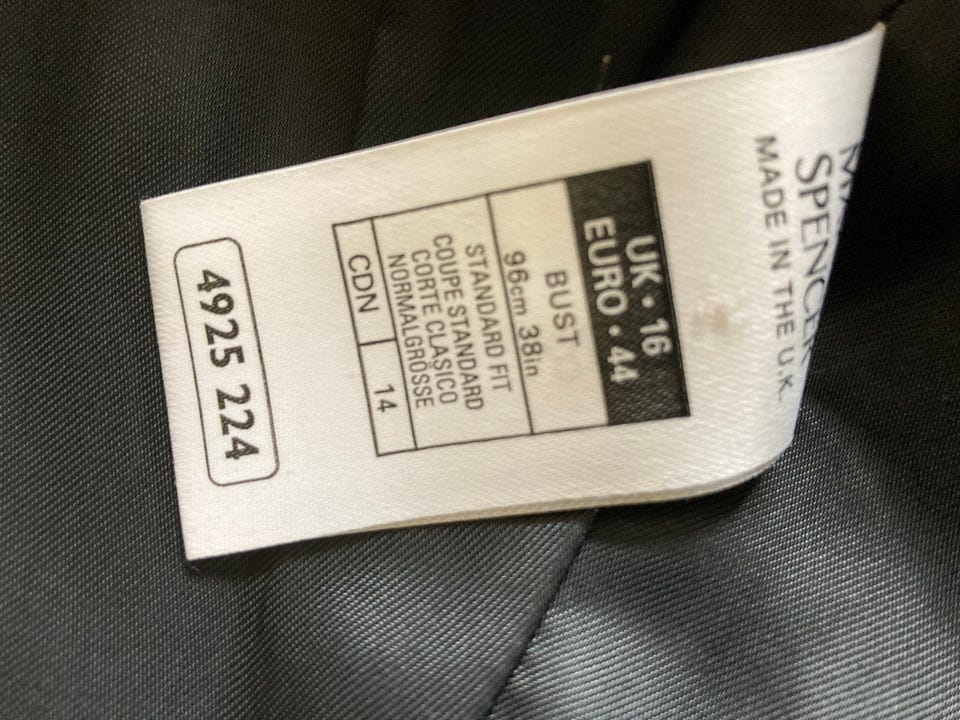 SPENCER
MADE IN THE U.K.
UK • 16
EURO • 44
BUST
96cm 38in
STANDARD FIT
COUPE STANDARD
CORTE CLASICO
NORMALGRÖSSE
CDN 14
4925 224